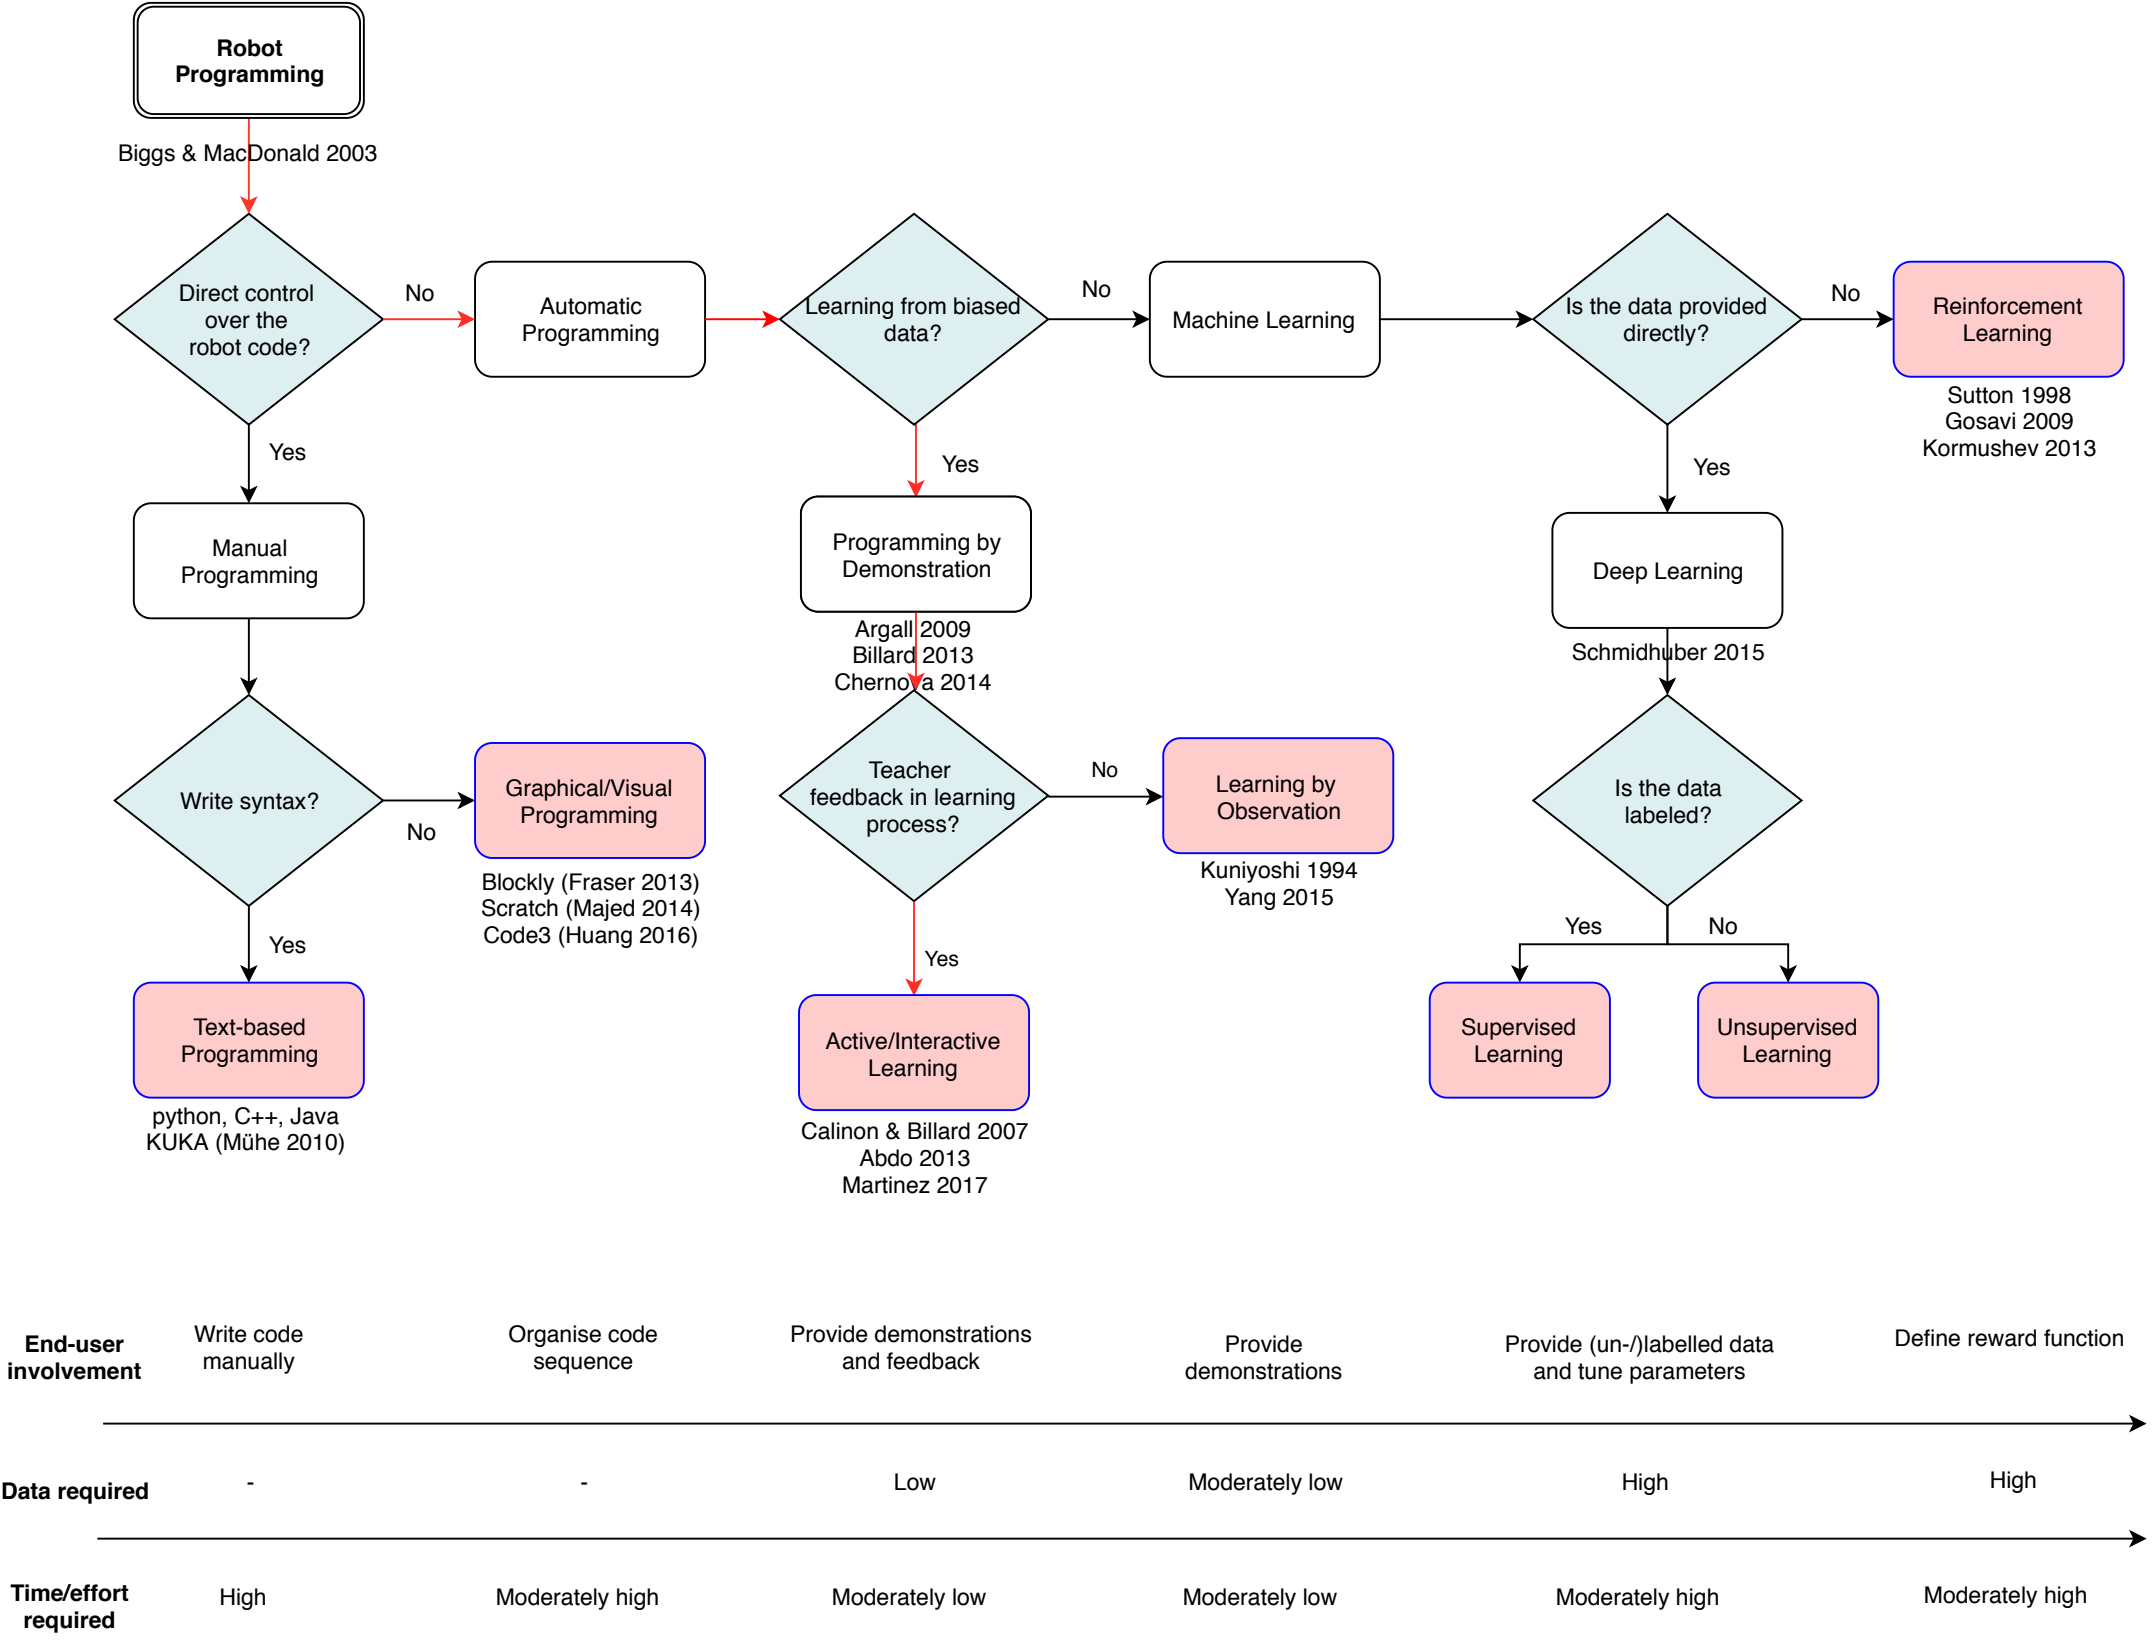 Robot
Programming
Biggs & MacDonald 2003
Direct control
over the
robot code?
No
Automatic
Programming
Learning from biased
data?
No
Machine Learning
Is the data provided
directly?
No
Reinforcement
Learning
Sutton 1998
Gosavi 2009
Kormushev 2013
Yes
Yes
Yes
Manual
Programming
Programming by
Demonstration
Argall 2009
Billard 2013
Chernova 2014
Deep Learning
Schmidhuber 2015
Write syntax?
No
Graphical/Visual
Programming
Blockly (Fraser 2013)
Scratch (Majed 2014)
Code3 (Huang 2016)
Teacher
feedback in learning
process?
No
Learning by
Observation
Kuniyoshi 1994
Yang 2015
Is the data
labeled?
Yes
No
Yes
Yes
Text-based
Programming
python, C++, Java
KUKA (Mühe 2010)
Active/Interactive
Learning
Calinon & Billard 2007
Abdo 2013
Martinez 2017
Supervised
Learning
Unsupervised
Learning
End-user
involvement
Write code
manually
Organise code
sequence
Provide demonstrations
and feedback
Provide
demonstrations
Provide (un-/)labelled data
and tune parameters
Define reward function
Data required
-
-
Low
Moderately low
High
High
Time/effort
required
High
Moderately high
Moderately low
Moderately low
Moderately high
Moderately high